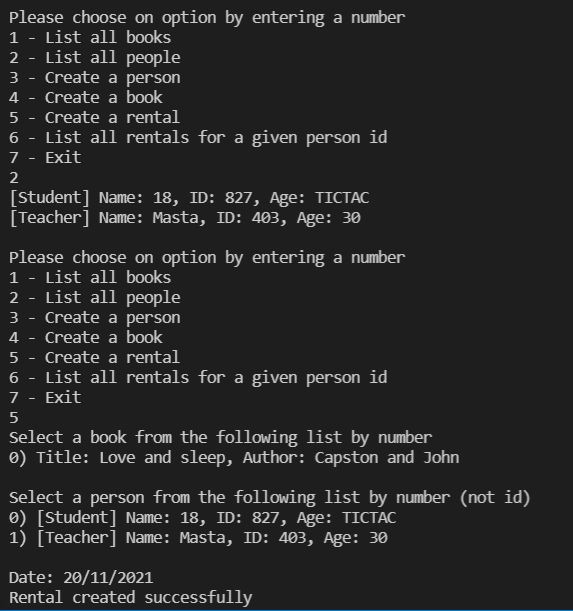 Please choose on option by entering a number
1 - List all books
2 - List all people
3 - Create a person
4 - Create a book
5 - Create a rental
6 - List all rentals for a given person id
7 - Exit
2
[Student] Name: 18, ID: 827, Age: TICTAC
[Teacher] Name: Masta, ID: 403, Age: 30
Please choose on option by entering a number
1 - List all books
2 - List all people
3 - Create a person
4 - Create a book
5 - Create a rental
6 - List all rentals for a given person id
7 - Exit
5
Select a book from the following list by number
0) Title: Love and sleep, Author: Capston and John
Select a person from the following list by number (not id)
0) [Student] Name: 18, ID: 827, Age: TICTAC
1) [Teacher] Name: Masta, ID: 403, Age: 30
Date: 20/11/2021
Rental created successfully